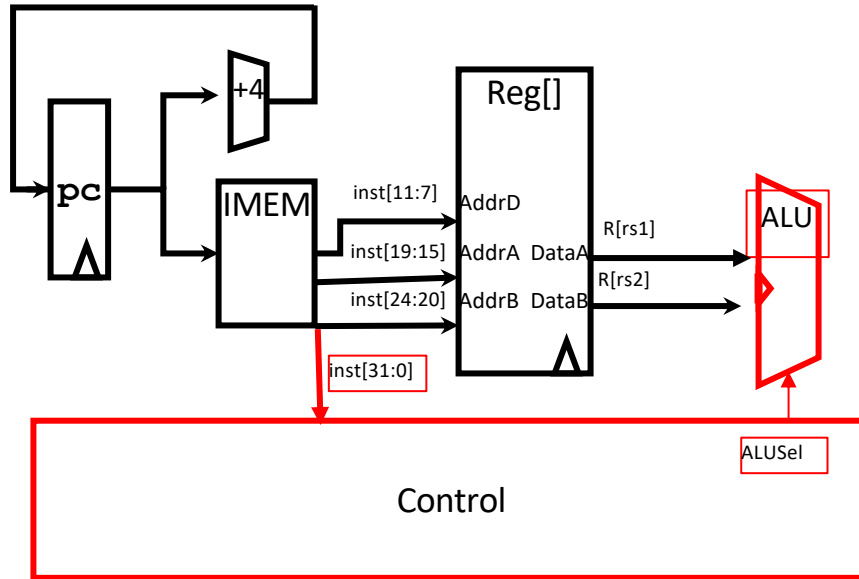 +4
Reg[]
pc
IMEM
inst[11:7]
AddrD
ALU
inst[19:15]
AddrA
DataA
R[rs1]
inst[24:20]
AddrB
DataB
R[rs2]
inst[31:0]
ALUSel
Control